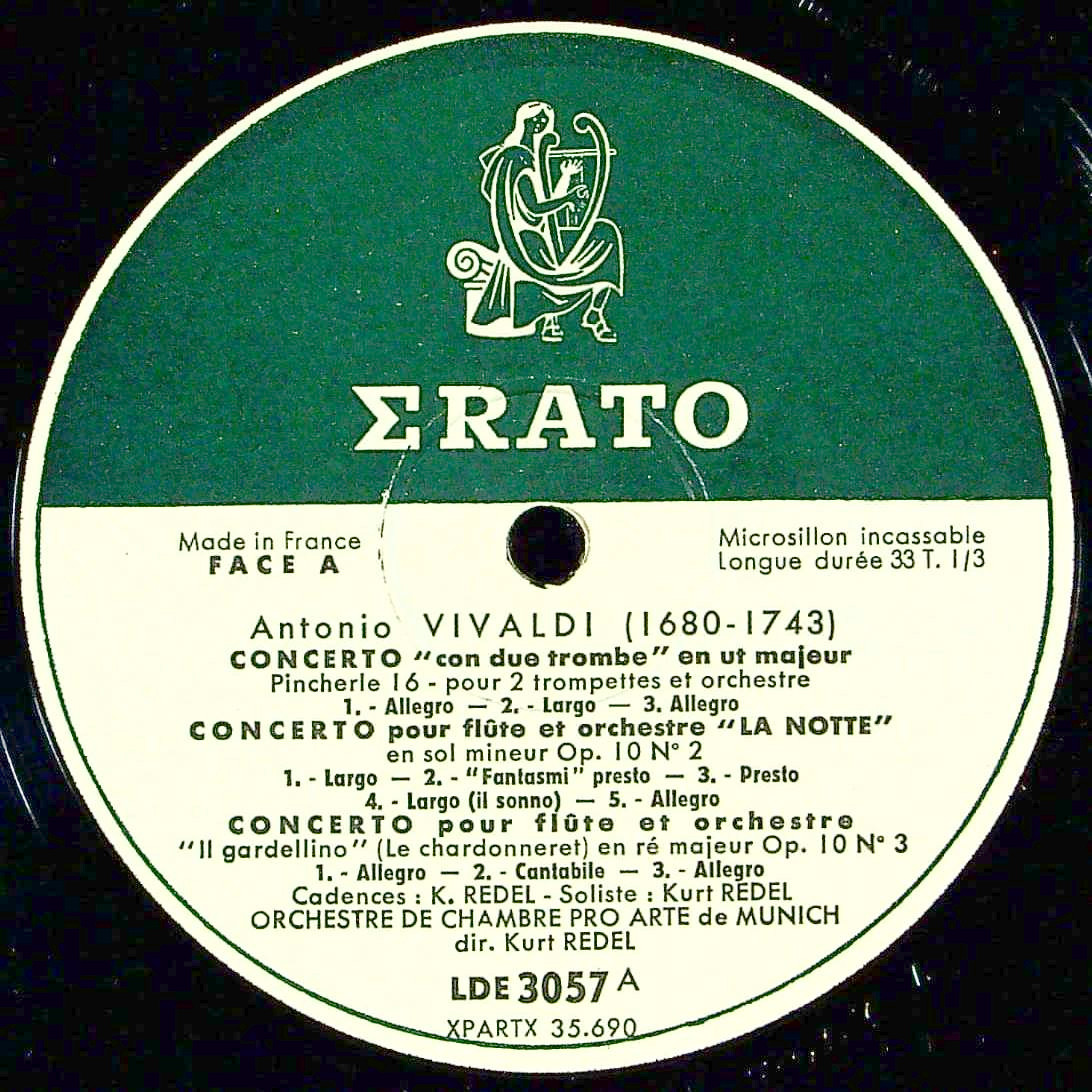 ΣRATO
Made in France
FACE A
Microsillon incassable
Longue durée 33 T. 1/3
Antonio VIVALDI (1680-1743)
CONCERTO "con due trombe" en ut majeur
Pincherle 16 - pour 2 trompettes et orchestre
1. - Allegro — 2. - Largo — 3. Allegro
CONCERTO pour flûte et orchestre "LA NOTTE"
en sol mineur Op. 10 N° 2
1. - Largo — 2. - "Fantasmi" presto — 3. - Presto
4. - Largo (il sonno) — 5. - Allegro
CONCERTO pour flûte et orchestre
"Il gardellino" (Le chardonneret) en ré majeur Op. 10 N° 3
1. - Allegro — 2. - Cantabile — 3. - Allegro
Cadences : K. REDEL - Soliste : Kurt REDEL
ORCHESTRE DE CHAMBRE PRO ARTE de MUNICH
dir. Kurt REDEL
LDE 3057 A
XPARTX 35.690